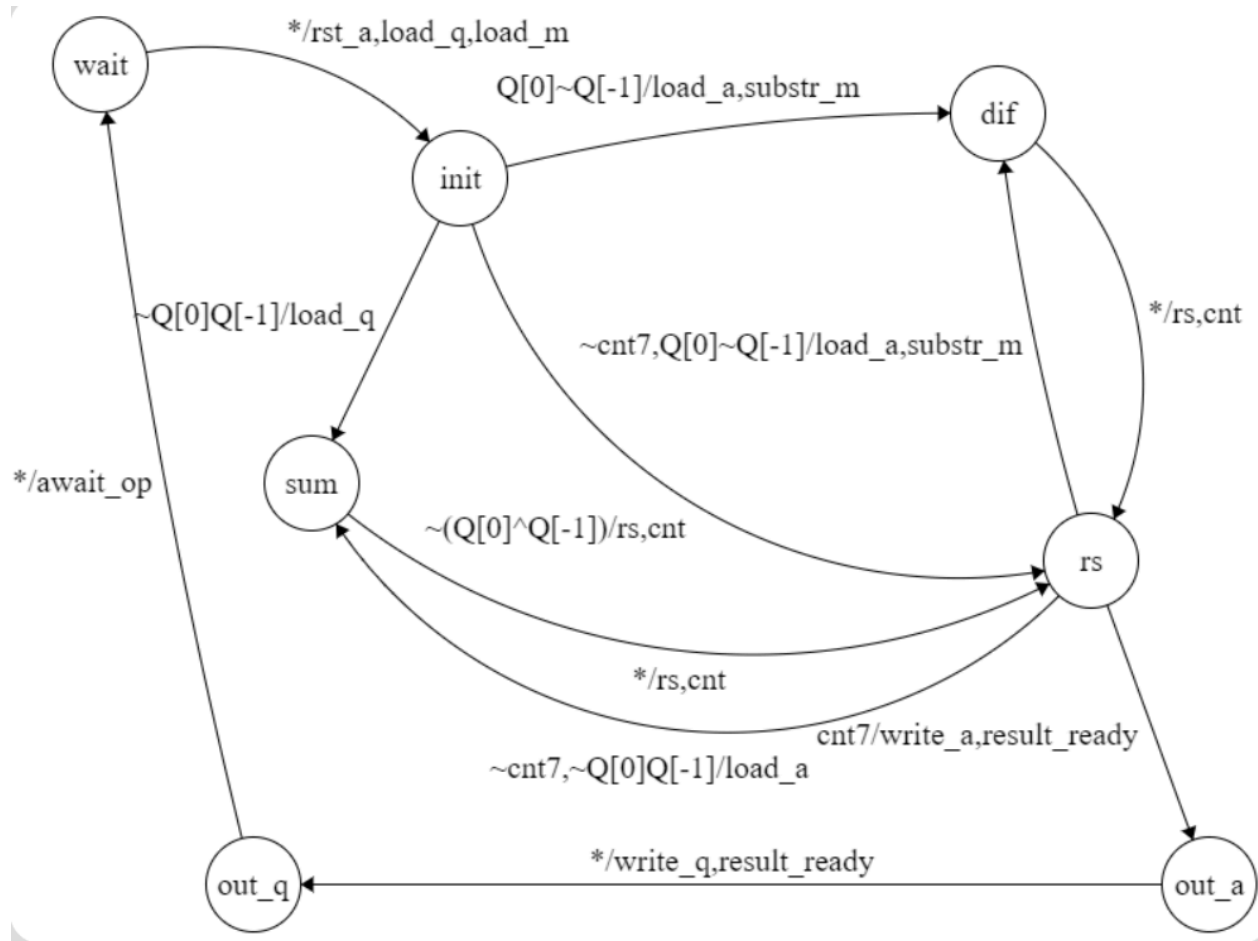 */rst_a,load_q,load_m
wait
Q[0]~Q[-1]/load_a,substr_m
dif
init
~Q[0]Q[-1]/load_q
*/rs,cnt
~cnt7,Q[0]~Q[-1]/load_a,substr_m
*/await_op
sum
~(Q[0]^Q[-1])/rs,cnt
rs
*/rs,cnt
cnt7/write_a,result_ready
~cnt7,~Q[0]Q[-1]/load_a
*/write_q,result_ready
out_q
out_a